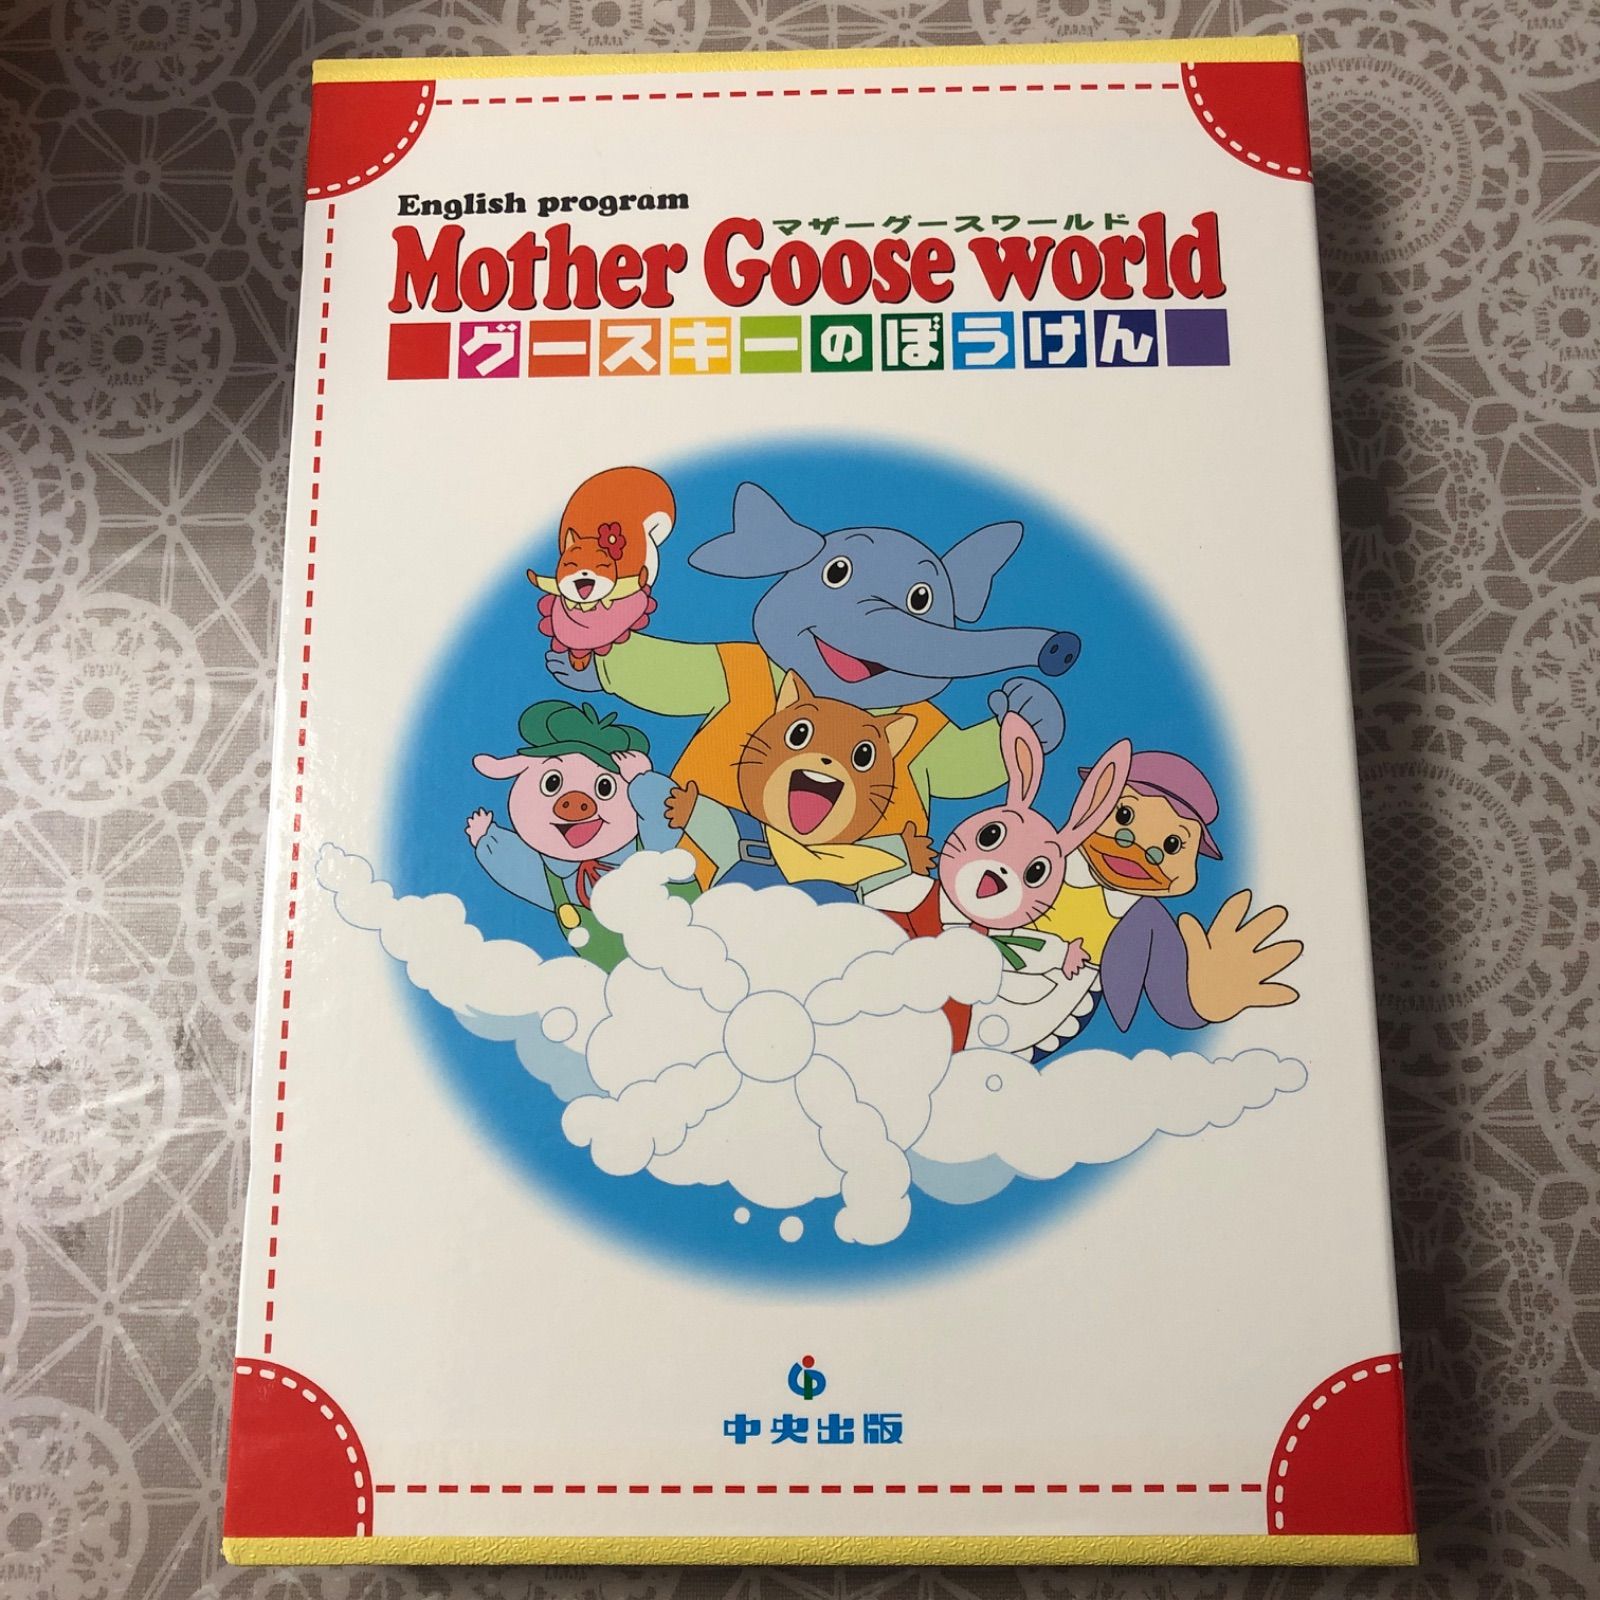 English program
マザーグースワールド
Mother Goose world
グースキーのぼうけん
中央出版